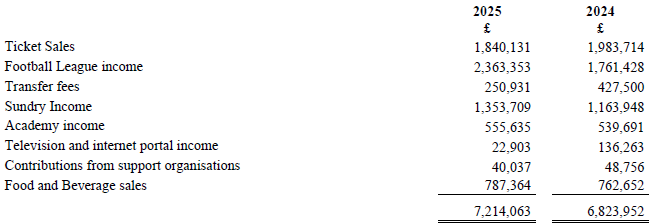 2025 2024
£ £
Ticket Sales 1,840,131 1,983,714
Football League income 2,363,353 1,761,428
Transfer fees 250,931 427,500
Sundry Income 1,353,709 1,163,948
Academy income 555,635 539,691
Television and internet portal income 22,903 136,263
Contributions from support organisations 40,037 48,756
Food and Beverage sales 787,364 762,652
7,214,063 6,823,952